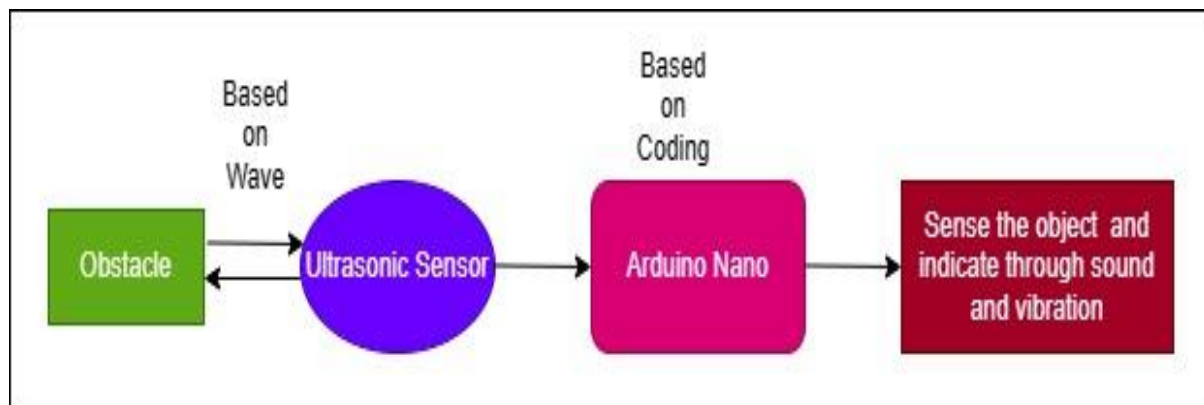 Based
on
Wave
Based
on
Coding
Obstacle
Ultrasonic Sensor
Arduino Nano
Sense the object and
indicate through sound
and vibration